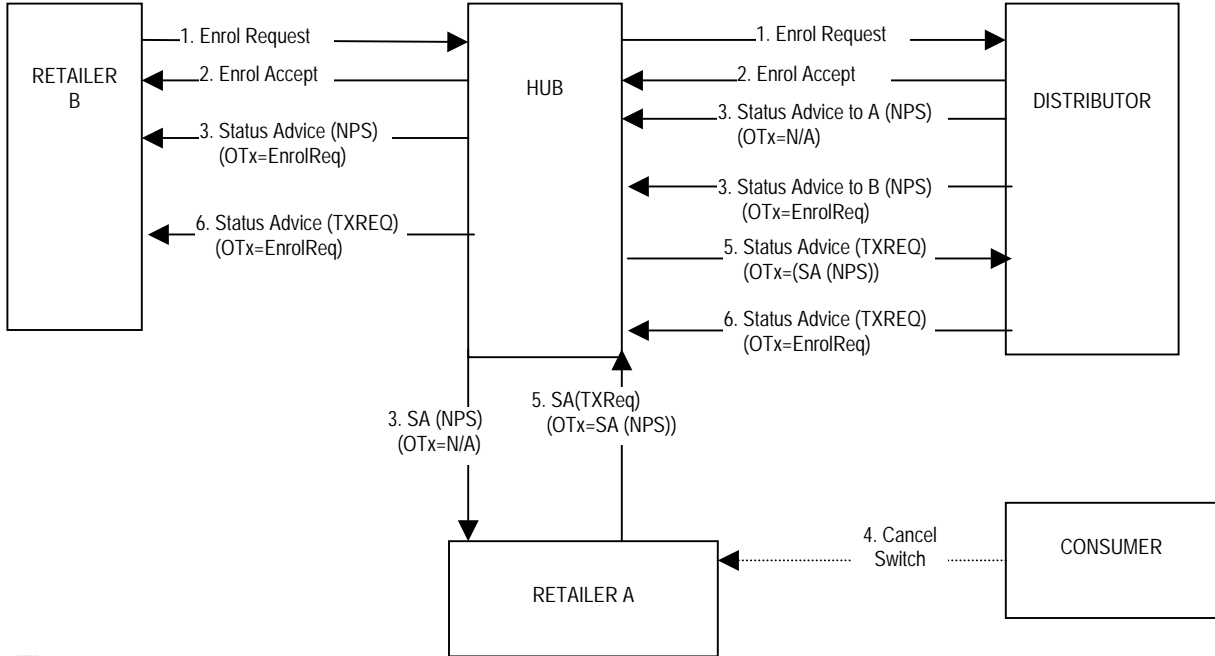 1. Enrol Request
1. Enrol Request
RETAILER
B
2. Enrol Accept
HUB
2. Enrol Accept
DISTRIBUTOR
3. Status Advice (NPS)
(OTx=EnrolReq)
3. Status Advice to A (NPS)
(OTx=N/A)
3. Status Advice to B (NPS)
(OTx=EnrolReq)
6. Status Advice (TXREQ)
(OTx=EnrolReq)
5. Status Advice (TXREQ)
(OTx=(SA (NPS))
6. Status Advice (TXREQ)
(OTx=EnrolReq)
3. SA (NPS)
(OTx=N/A)
5. SA(TXReq)
(OTx=SA (NPS))
4. Cancel
Switch
CONSUMER
RETAILER A